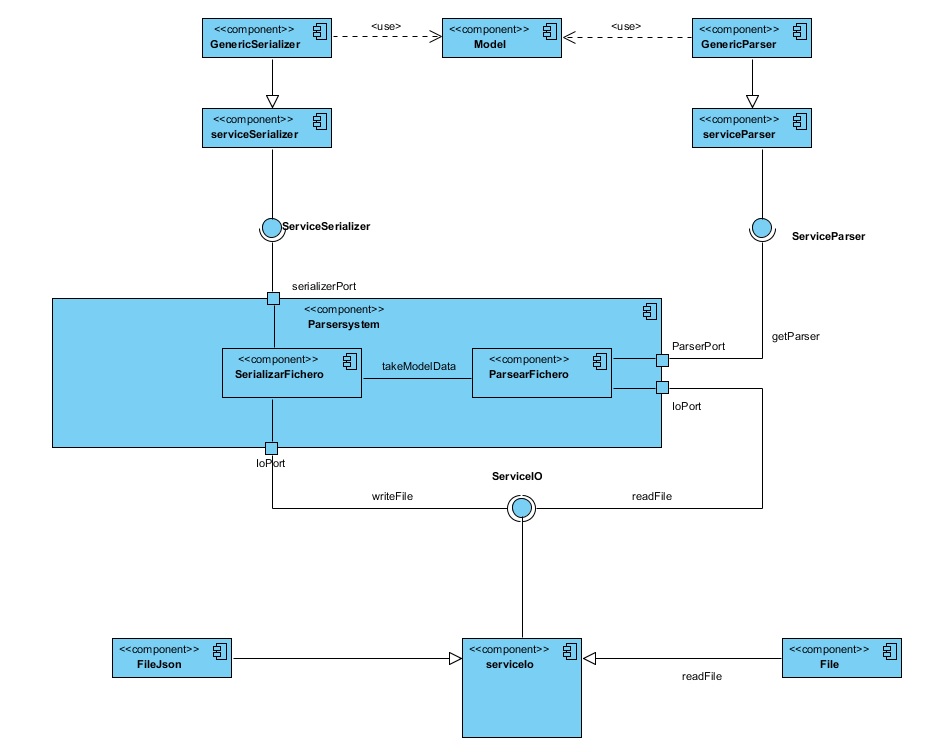 <<component>>
GenericSerializer
<use>
<<component>>
Model
<use>
<<component>>
GenericParser
<<component>>
serviceSerializer
<<component>>
serviceParser
ServiceSerializer
ServiceParser
serializerPort
<<component>>
Parsersystem
getParser
ParserPort
<<component>>
SerializarFichero
takeModelData
<<component>>
ParsearFichero
IoPort
IoPort
ServiceIO
writeFile
readFile
<<component>>
FileJson
<<component>>
serviceIo
<<component>>
File
readFile